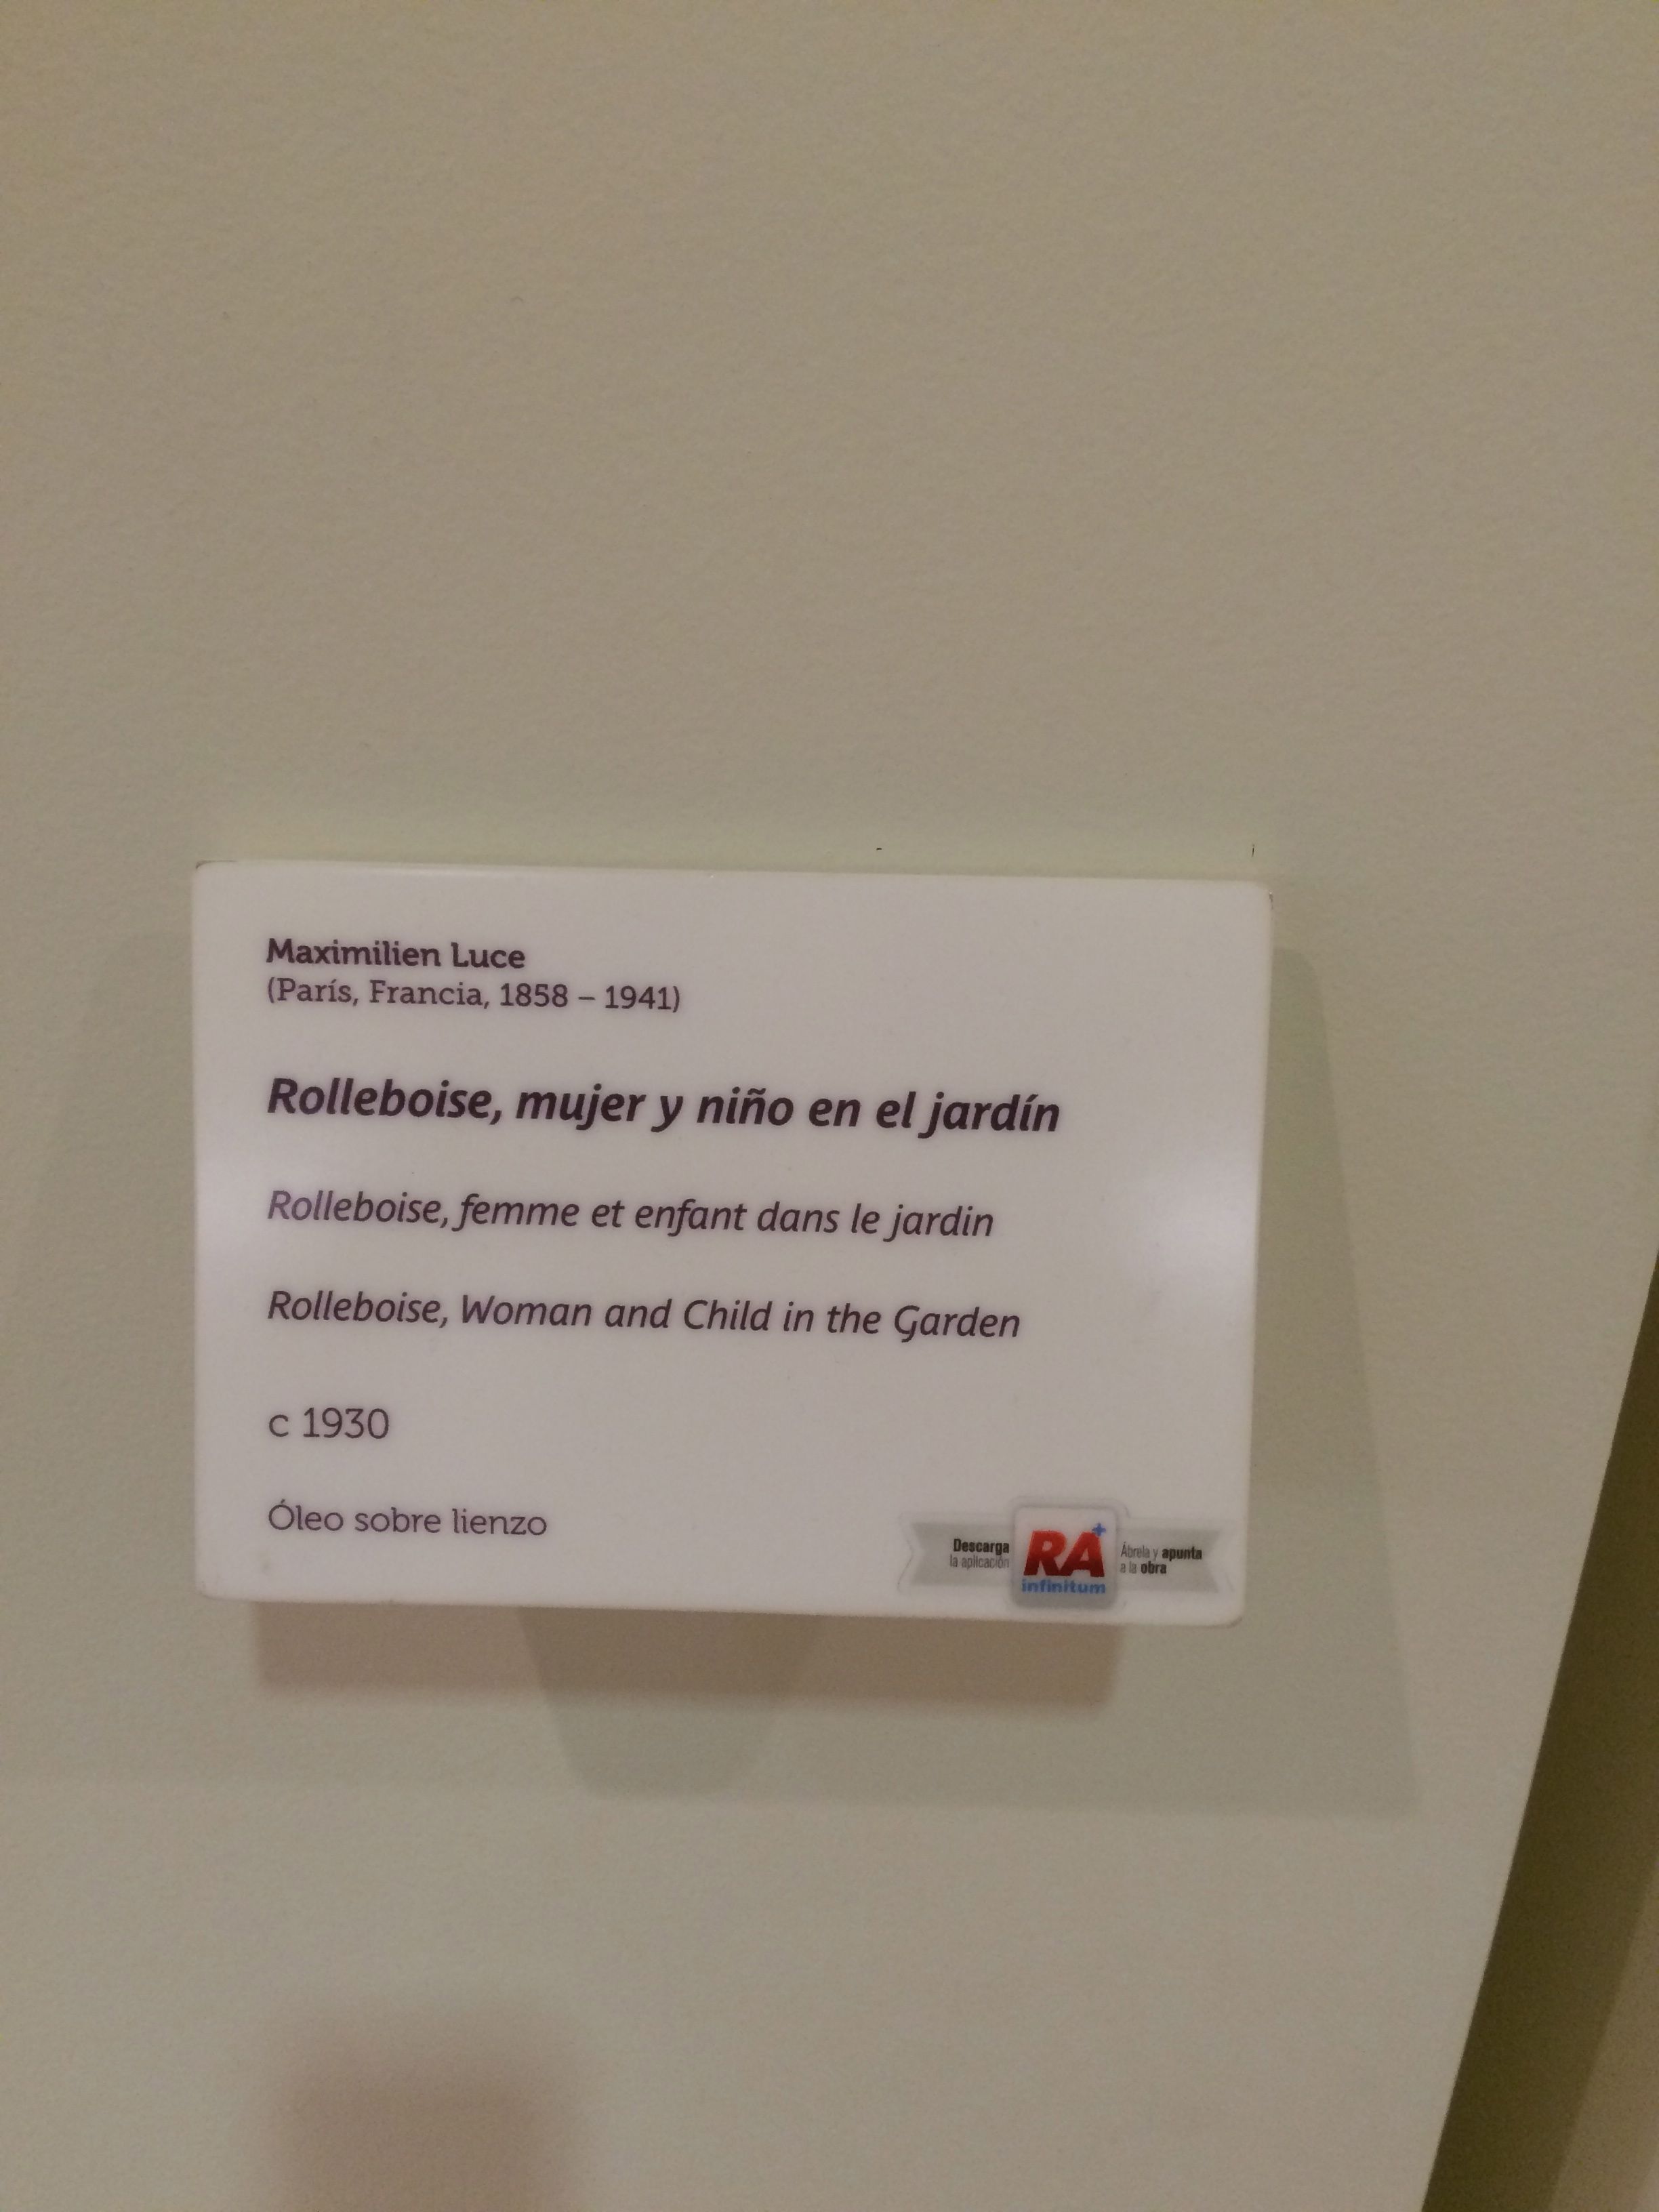 Maximilien Luce
(París, Francia, 1858 – 1941)
Rolleboise, mujer y niño en el jardín
Rolleboise, femme et enfant dans le jardin
Rolleboise, Woman and Child in the Garden
c 1930
Óleo sobre lienzo
Descarga
la aplicación
RA+
infinitum
Ábrela y apunta
a la obra